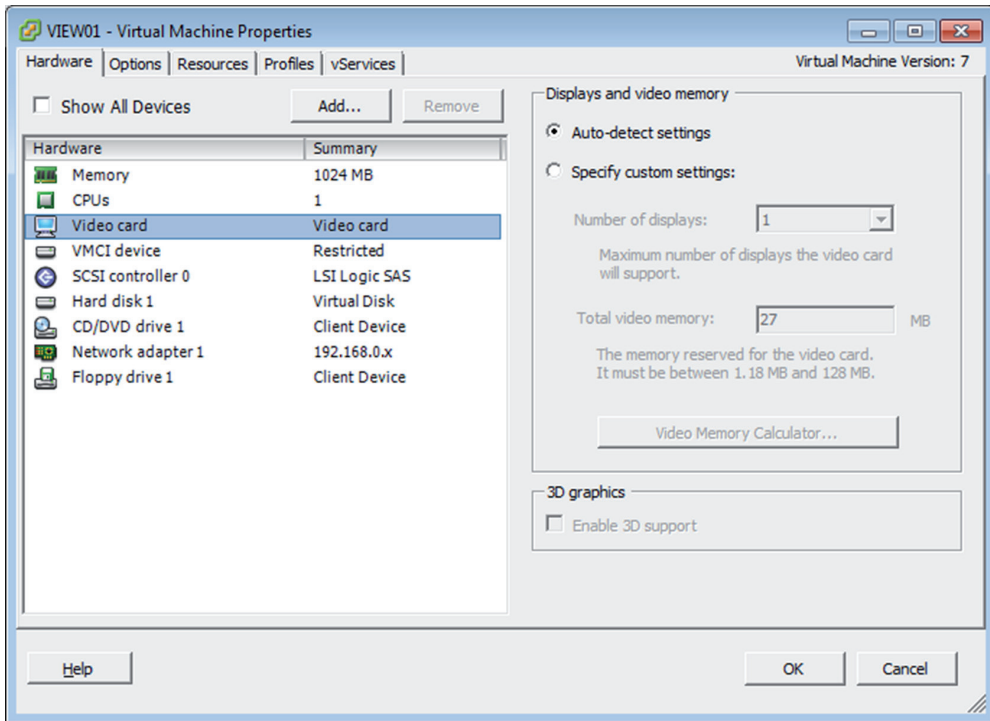 VIEW01 - Virtual Machine Properties
Hardware Options Resources Profiles vServices Virtual Machine Version: 7
Show All Devices Add... Remove
Hardware Summary
Memory 1024 MB
CPUs 1
Video card Video card
VMCI device Restricted
SCSI controller 0 LSI Logic SAS
Hard disk 1 Virtual Disk
CD/DVD drive 1 Client Device
Network adapter 1 192.168.0.x
Floppy drive 1 Client Device
Displays and video memory
Auto-detect settings
Specify custom settings:
Number of displays: 1
Maximum number of displays the video card
will support.
Total video memory: 27 MB
The memory reserved for the video card.
It must be between 1.18 MB and 128 MB.
Video Memory Calculator...
3D graphics
Enable 3D support
Help OK Cancel